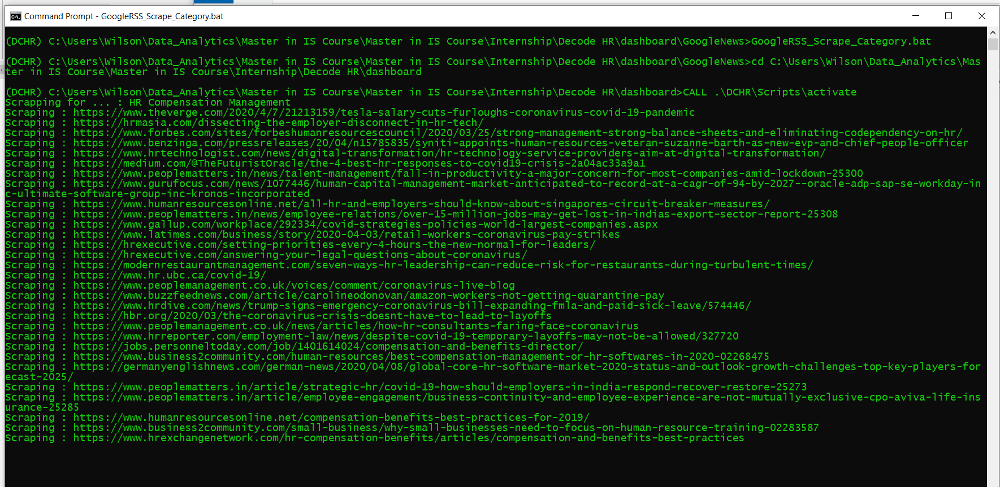 Command Prompt - GoogleRSS_Scrape_Category.bat
(DCHR) C:\Users\Wilson\Data_Analytics\Master in IS Course\Master in IS Course\Internship\Decode HR\dashboard\GoogleNews>GoogleRSS_Scrape_Category.bat
(DCHR) C:\Users\Wilson\Data_Analytics\Master in IS Course\Master in IS Course\Internship\Decode HR\dashboard\GoogleNews>cd C:\Users\Wilson\Data_Analytics\Mas
ter in IS Course\Master in IS Course\Internship\Decode HR\dashboard
(DCHR) C:\Users\Wilson\Data_Analytics\Master in IS Course\Master in IS Course\Internship\Decode HR\dashboard>CALL .\DCHR\Scripts\activate
Scrapping for ... : HR Compensation Management
Scraping : https://www.theverge.com/2020/4/7/21213159/tesla-salary-cuts-furloughs-coronavirus-covid-19-pandemic
Scraping : https://hrmasia.com/dissecting-the-employer-disconnect-in-hr-tech/
Scraping : https://www.forbes.com/sites/forbeshumanresourcescouncil/2020/03/25/strong-management-strong-balance-sheets-and-eliminating-codependency-on-hr/
Scraping : https://www.benzinga.com/pressreleases/20/04/n15785835/syniti-appoints-human-resources-veteran-suzanne-barth-as-new-evp-and-chief-people-officer
Scraping : https://www.hrtechnologist.com/news/digital-transformation/hr-technology-service-providers-aim-at-digital-transformation/
Scraping : https://medium.com/@TheFuturistOracle/the-4-best-hr-responses-to-covid19-crisis-2a04ac33a9a1
Scraping : https://www.peoplematters.in/news/talent-management/fall-in-productivity-a-major-concern-for-most-companies-amid-lockdown-25300
Scraping : https://www.gurufocus.com/news/1077446/human-capital-management-market-anticipated-to-record-at-a-cagr-of-94-by-2027--oracle-adp-sap-se-workday-in
c-ultimate-software-group-inc-kronos-incorporated
Scraping : https://www.humanresourcesonline.net/all-hr-and-employers-should-know-about-singapores-circuit-breaker-measures/
Scraping : https://www.peoplematters.in/news/employee-relations/over-15-million-jobs-may-get-lost-in-indias-export-sector-report-25308
Scraping : https://www.gallup.com/workplace/292334/covid-strategies-policies-world-largest-companies.aspx
Scraping : https://www.latimes.com/business/story/2020-04-03/retail-workers-coronavirus-pay-strikes
Scraping : https://hrexecutive.com/setting-priorities-every-4-hours-the-new-normal-for-leaders/
Scraping : https://hrexecutive.com/answering-your-legal-questions-about-coronavirus/
Scraping : https://modernrestaurantmanagement.com/seven-ways-hr-leadership-can-reduce-risk-for-restaurants-during-turbulent-times/
Scraping : https://www.hr.ubc.ca/covid-19/
Scraping : https://www.peoplemanagement.co.uk/voices/comment/coronavirus-live-blog
Scraping : https://www.buzzfeednews.com/article/carolineodonovan/amazon-workers-not-getting-quarantine-pay
Scraping : https://www.hrdive.com/news/trump-signs-emergency-coronavirus-bill-expanding-fmla-and-paid-sick-leave/574446/
Scraping : https://hbr.org/2020/03/the-coronavirus-crisis-doesnt-have-to-lead-to-layoffs
Scraping : https://www.peoplemanagement.co.uk/news/articles/how-hr-consultants-faring-face-coronavirus
Scraping : https://www.hrreporter.com/employment-law/news/despite-covid-19-temporary-layoffs-may-not-be-allowed/327720
Scraping : https://jobs.personneltoday.com/job/1401614024/compensation-and-benefits-director/
Scraping : https://www.business2community.com/human-resources/best-compensation-management-or-hr-softwares-in-2020-02268475
Scraping : https://germanyenglishnews.com/german-news/2020/04/08/global-core-hr-software-market-2020-status-and-outlook-growth-challenges-top-key-players-for
ecast-2025/
Scraping : https://www.peoplematters.in/article/strategic-hr/covid-19-how-should-employers-in-india-respond-recover-restore-25273
Scraping : https://www.peoplematters.in/article/employee-engagement/business-continuity-and-employee-experience-are-not-mutually-exclusive-cpo-aviva-life-ins
urance-25285
Scraping : https://www.humanresourcesonline.net/compensation-benefits-best-practices-for-2019/
Scraping : https://www.business2community.com/small-business/why-small-businesses-need-to-focus-on-human-resource-training-02283587
Scraping : https://www.hrexchangenetwork.com/hr-compensation-benefits/articles/compensation-and-benefits-best-practices